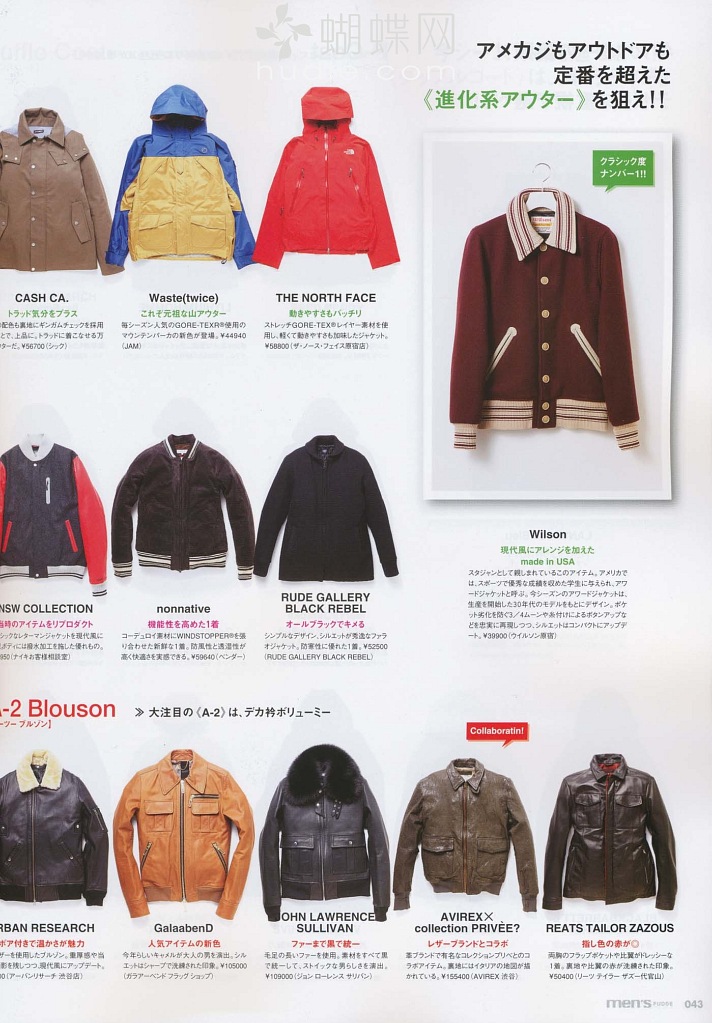 蝴蝶网
アメカジもアウトドアも
定番を超えた
《進化系アウター》を狙え!!
クラシック度
ナンバー1!!
CASH CA.
トラッド気分をプラス
配色も裏地にギンガムチェックを採用
とで、上品に。トラッドに着こなせる万
ターだ。¥56700（シック）
Waste(twice)
これぞ元祖な山アウター
毎シーズン人気のGORE-TEXR®使用の
マウンテンパーカの新色が登場。¥44940
（JAM）
THE NORTH FACE
動きやすさもバッチリ
ストレッチGORE-TEX®レイヤー素材を使
用し、軽くて動きやすさも加味したジャケット。
¥58800（ザ・ノース・フェイス原宿店）
Wilson
現代風にアレンジを加えた
made in USA
スタジャンとして親しまれているこのアイテム。アメリカで
は、スポーツで優秀な成績を収めた学生に与えられ、アワ
ードジャケットと呼ぶ。今シーズンのアワードジャケットは、
生産を開始した30年代のモデルをもとにデザイン。ポケ
ット劣化を防ぐ3／4ムーンや糸付けによるボタンアップな
どを忠実に再現しつつ、シルエットはコンパクトにアップデ
ート。¥39900（ウイルソン原宿）
NSW COLLECTION
当時のアイテムをリプロダクト
シックなレターマンジャケットを現代風に
ボディには撥水加工を施した優れもの。
950（ナイキお客様相談室）
nonnative
機能性を高めた1着
コーデュロイ素材にWINDSTOPPER®を張
り合わせた新鮮な1着。防風性と透湿性が
高く快適さを実感できる。¥59640（ベンダー）
RUDE GALLERY
BLACK REBEL
オールブラックでキメる
シンプルなデザイン、シルエットが秀逸なファラ
オジャケット。防寒性に優れた1着。¥52500
（RUDE GALLERY BLACK REBEL）
A-2 Blouson
ーツー ブルゾン】
≫ 大注目の《A-2》は、デカ衿ボリューミー
Collaboratin!
RBAN RESEARCH
ボア付きで温かさが魅力
ザーを使用したブルゾン。重厚感や当
影を残しつつ、現代風にアップデート。
00（アーバンリサーチ 渋谷店）
GalaabenD
人気アイテムの新色
今年らしいキャメルが大人の男を演出。シル
エットはシャープで洗練された印象。¥105000
（ガラアーベンド フラッグ ショップ）
JOHN LAWRENCE
SULLIVAN
ファーまで黒で統一
毛足の長いファーを使用。素材をすべて黒
で統一して、ストイックな男らしさを演出。
¥109000（ジョン ローレンス サリバン）
AVIREX×
collection PRIVĒE?
レザーブランドとコラボ
革ブランドで有名なコレクションプリべとのコ
ラボアイテム。裏地にはイタリアの地図が描
かれている。¥155400（AVIREX 渋谷）
REATS TAILOR ZAZOUS
指し色の赤が◎
両胸のフラップポケットや比翼がドレッシーな
1着。裏地や比翼の赤が洗練された印象。
¥50400（リーツ テイラー ザズー代官山）
men's FUDGE 043